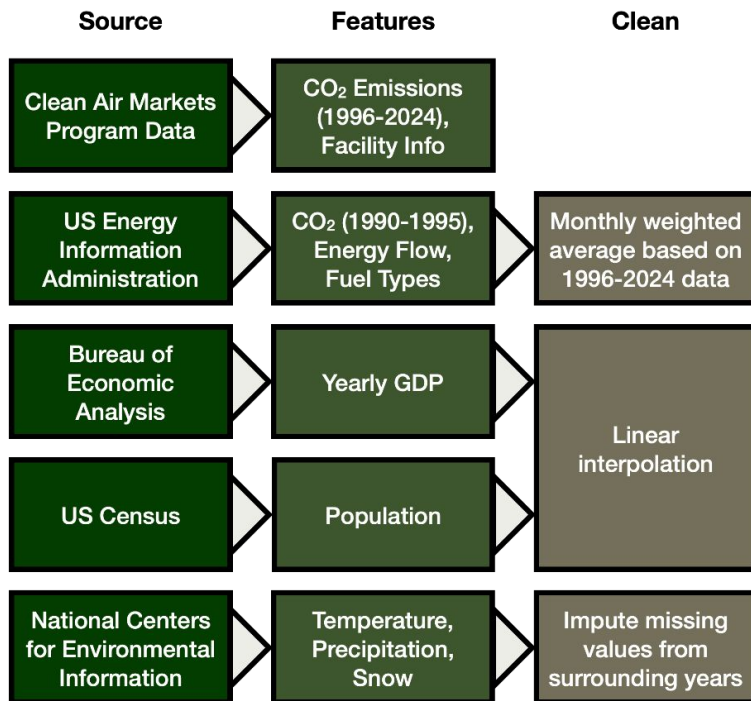 Source
Features
Clean
Clean Air Markets
Program Data
CO₂ Emissions
(1996-2024),
Facility Info
US Energy
Information
Administration
CO₂ (1990-1995),
Energy Flow,
Fuel Types
Monthly weighted
average based on
1996-2024 data
Bureau of
Economic
Analysis
Yearly GDP
Linear
interpolation
US Census
Population
National Centers
for Environmental
Information
Temperature,
Precipitation,
Snow
Impute missing
values from
surrounding years